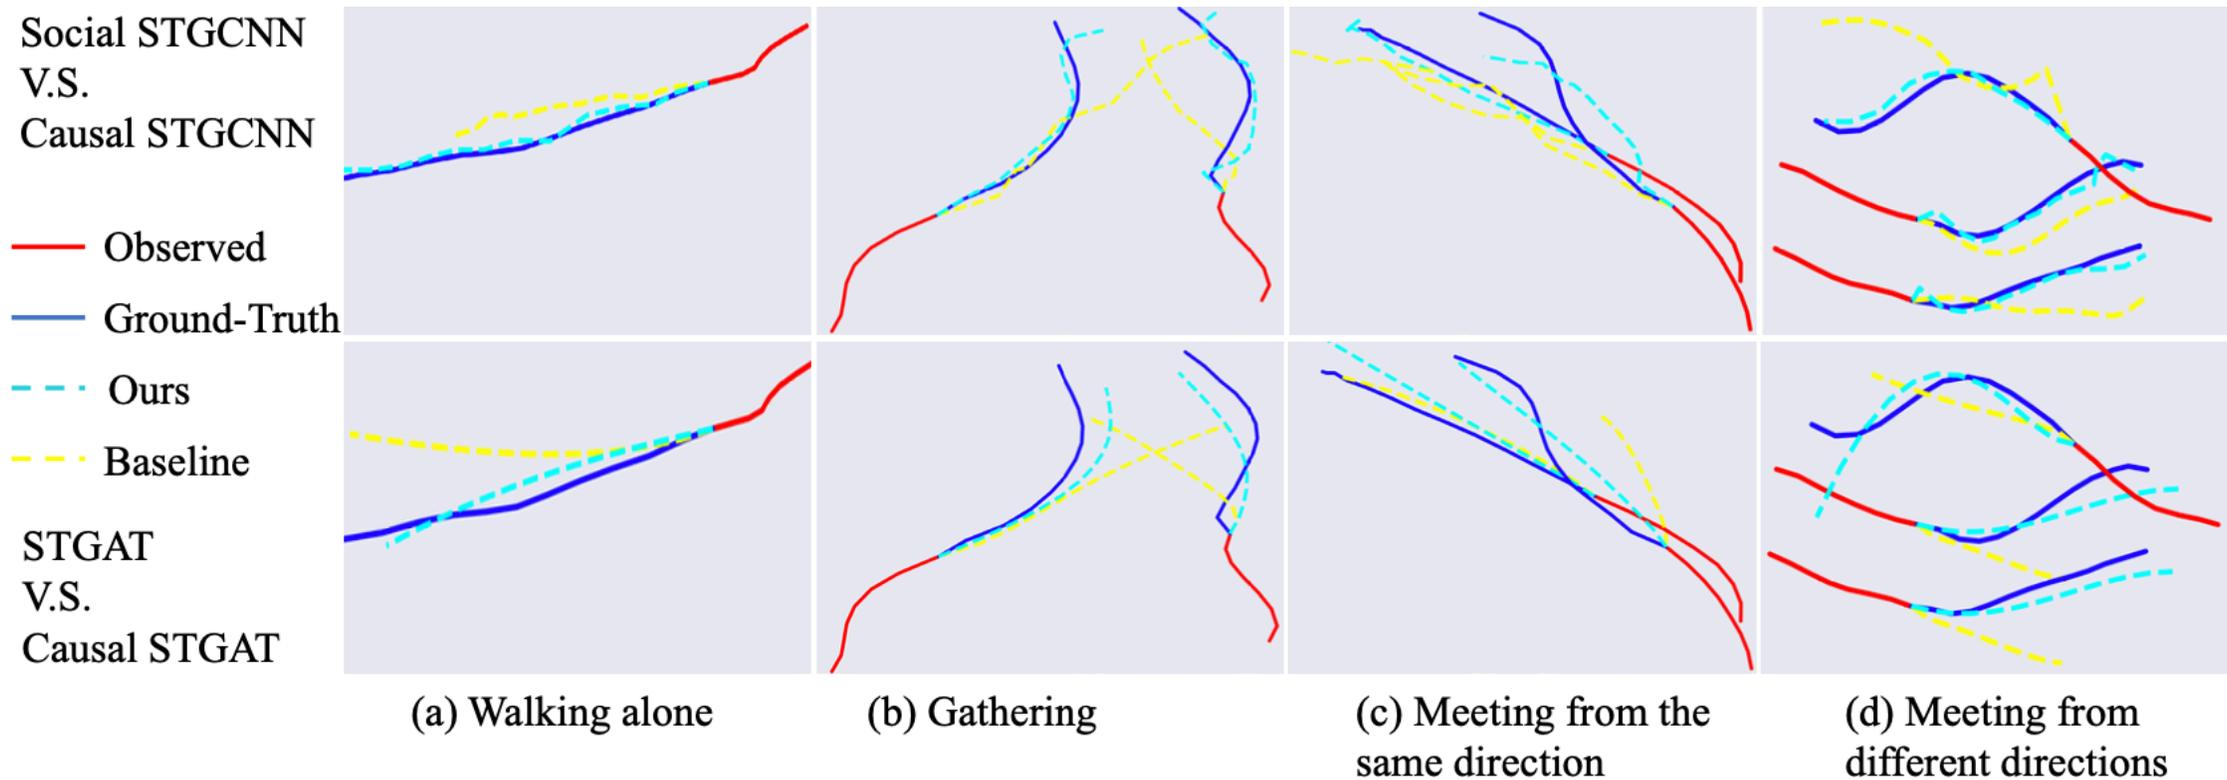 Social STGCNN
V.S.
Causal STGCNN
Observed
Ground-Truth
Ours
Baseline
STGAT
V.S.
Causal STGAT
(a) Walking alone
(b) Gathering
(c) Meeting from the
same direction
(d) Meeting from
different directions